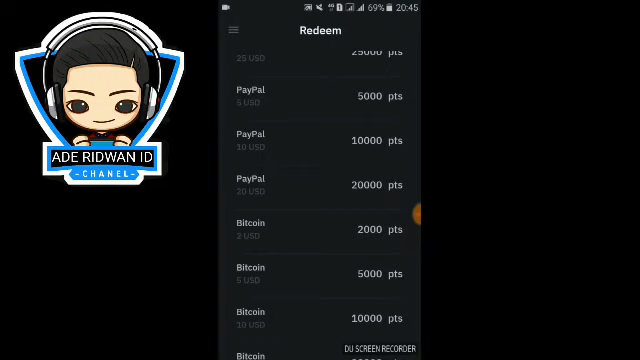 69% 20:45
Redeem
25 USD
25000 pts
PayPal
5 USD
5000 pts
PayPal
10 USD
10000 pts
PayPal
20 USD
20000 pts
Bitcoin
2 USD
2000 pts
Bitcoin
5 USD
5000 pts
Bitcoin
10 USD
10000 pts
ADE RIDWAN ID
- CHANEL -
DU SCREEN RECORDER